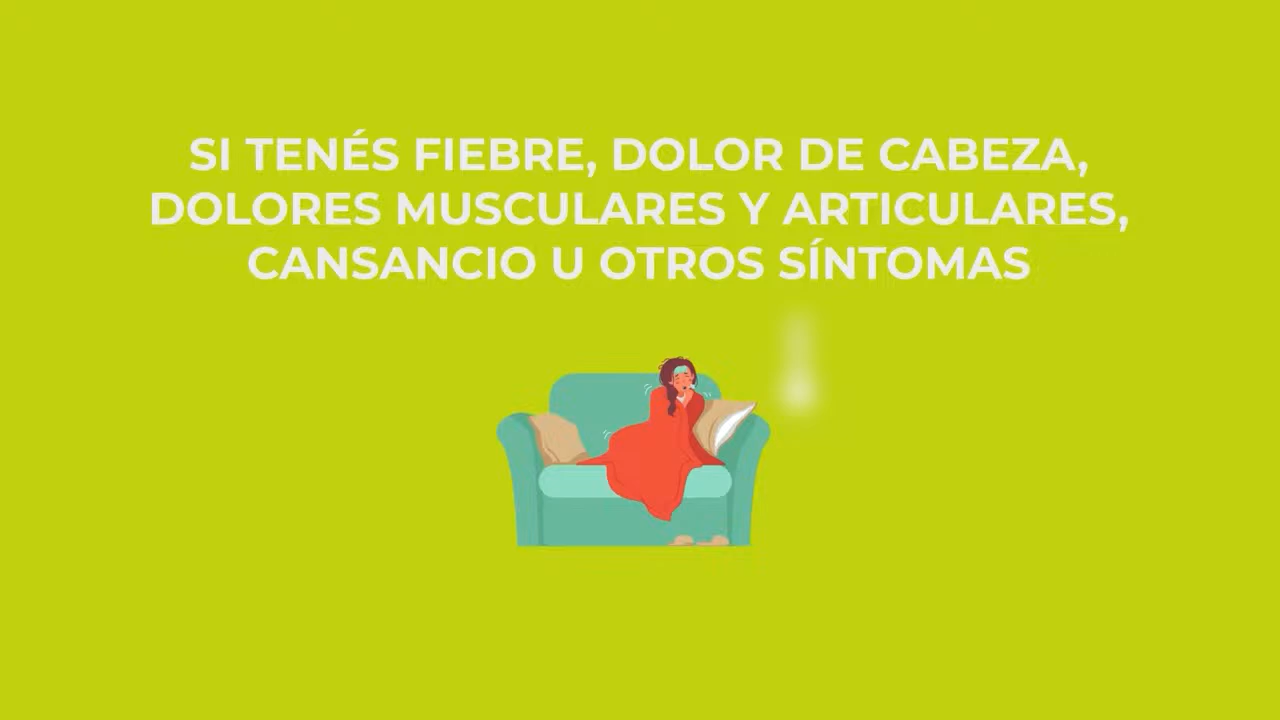 SI TENÉS FIEBRE, DOLOR DE CABEZA,
DOLORES MUSCULARES Y ARTICULARES,
CANSANCIO U OTROS SÍNTOMAS